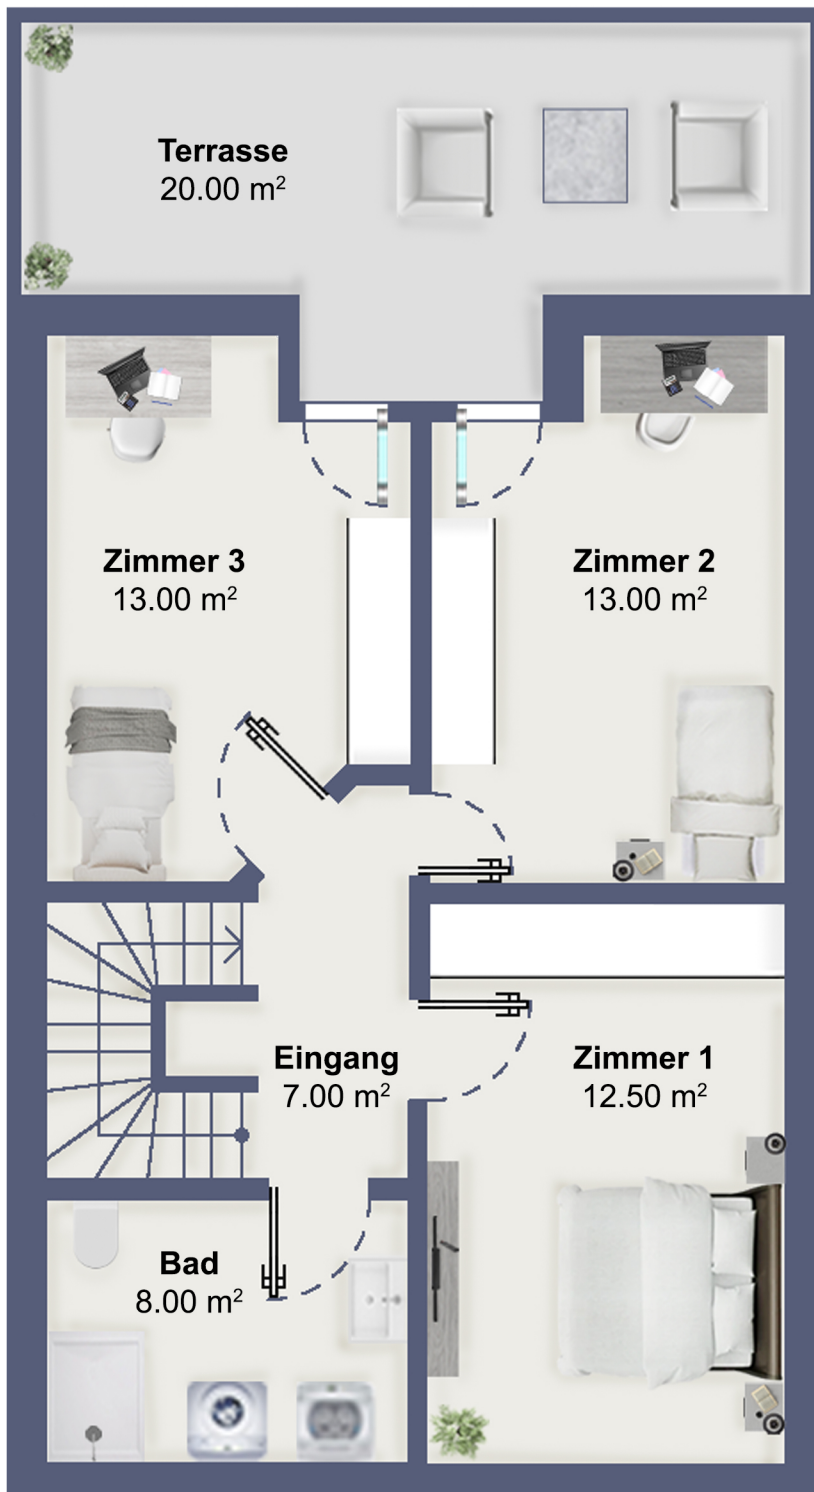 Terrasse
20.00 m²
Zimmer 3
13.00 m²
Zimmer 2
13.00 m²
Eingang
7.00 m²
Zimmer 1
12.50 m²
Bad
8.00 m²